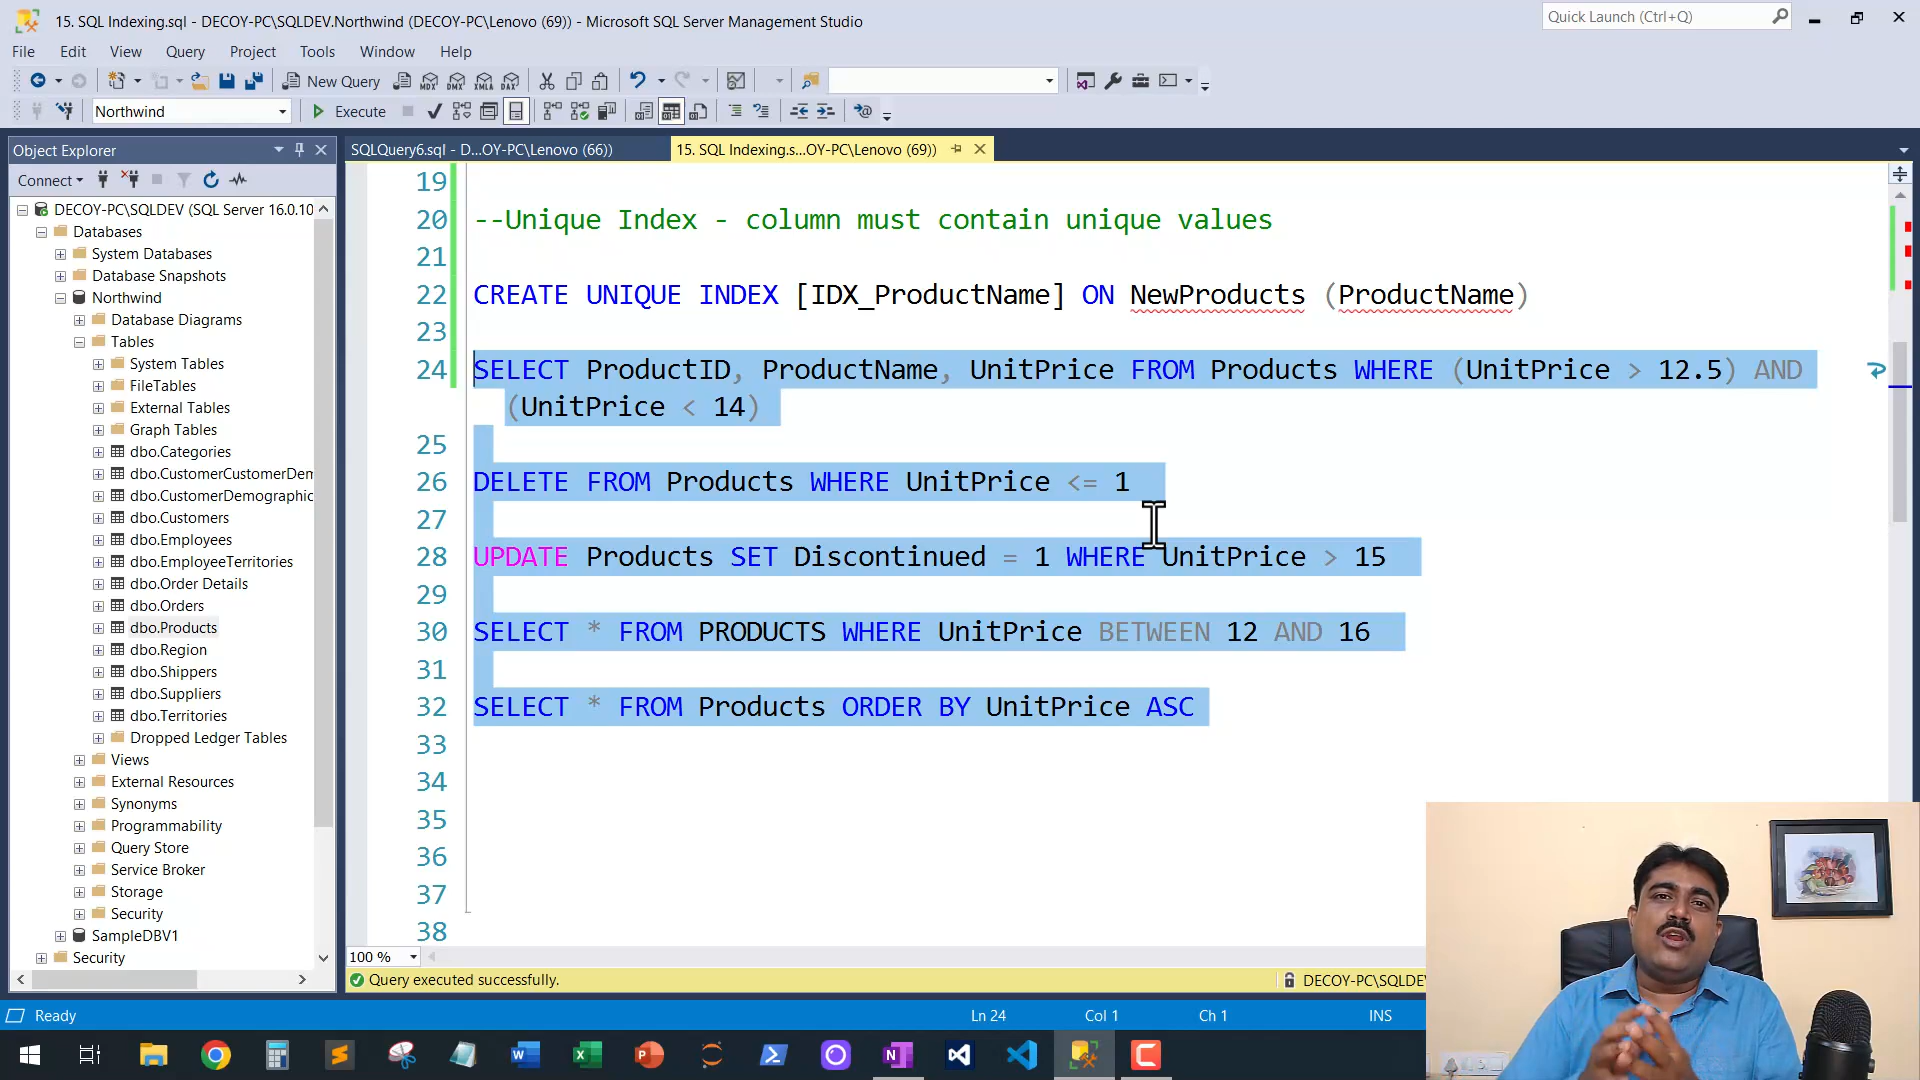 15. SQL Indexing.sql - DECOY-PC\SQLDEV.Northwind (DECOY-PC\Lenovo (69)) - Microsoft SQL Server Management Studio
Quick Launch (Ctrl+Q)
File Edit View Query Project Tools Window Help
New Query MDX DMX XMLA DAX
Northwind Execute
Object Explorer
SQLQuery6.sql - D...OY-PC\Lenovo (66))
15. SQL Indexing.s...OY-PC\Lenovo (69))
Connect
DECOY-PC\SQLDEV (SQL Server 16.0.10
Databases
System Databases
Database Snapshots
Northwind
Database Diagrams
Tables
System Tables
FileTables
External Tables
Graph Tables
dbo.Categories
dbo.CustomerCustomerDem
dbo.CustomerDemographic
dbo.Customers
dbo.Employees
dbo.EmployeeTerritories
dbo.Order Details
dbo.Orders
dbo.Products
dbo.Region
dbo.Shippers
dbo.Suppliers
dbo.Territories
Dropped Ledger Tables
Views
External Resources
Synonyms
Programmability
Query Store
Service Broker
Storage
Security
SampleDBV1
Security
19
20 --Unique Index - column must contain unique values
21
22 CREATE UNIQUE INDEX [IDX_ProductName] ON NewProducts (ProductName)
23
24 SELECT ProductID, ProductName, UnitPrice FROM Products WHERE (UnitPrice > 12.5) AND
(UnitPrice < 14)
25
26 DELETE FROM Products WHERE UnitPrice <= 1
27
28 UPDATE Products SET Discontinued = 1 WHERE UnitPrice > 15
29
30 SELECT * FROM PRODUCTS WHERE UnitPrice BETWEEN 12 AND 16
31
32 SELECT * FROM Products ORDER BY UnitPrice ASC
33
34
35
36
37
38
100 %
Query executed successfully.
DECOY-PC\SQLDEV
Ready
Ln 24 Col 1 Ch 1 INS